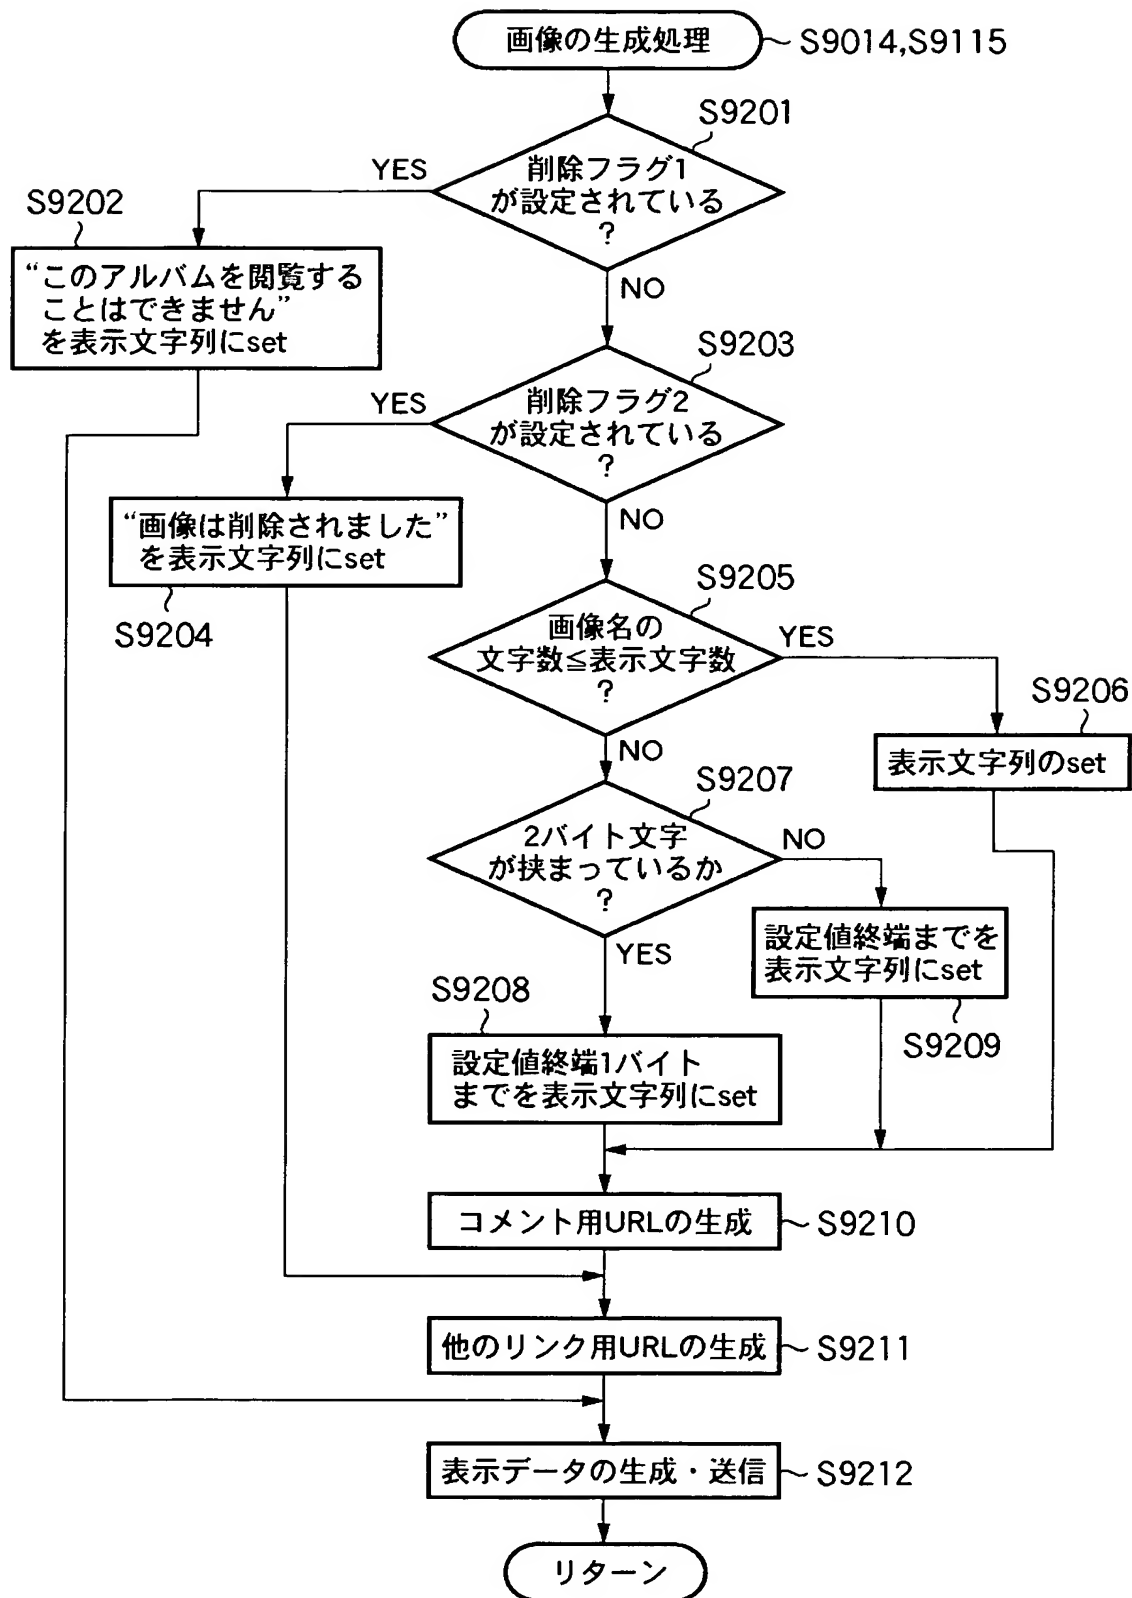 画像の生成処理
S9014,S9115
S9201
削除フラグ1
が設定されている
?
YES
NO
S9202
“このアルバムを閲覧する
ことはできません”
を表示文字列にset
S9203
削除フラグ2
が設定されている
?
YES
NO
“画像は削除されました”
を表示文字列にset
S9204
S9205
画像名の
文字数≦表示文字数
?
YES
NO
S9206
表示文字列のset
S9207
2バイト文字
が挟まっているか
?
NO
YES
設定値終端までを
表示文字列にset
S9209
S9208
設定値終端1バイト
までを表示文字列にset
コメント用URLの生成
S9210
他のリンク用URLの生成
S9211
表示データの生成・送信
S9212
リターン